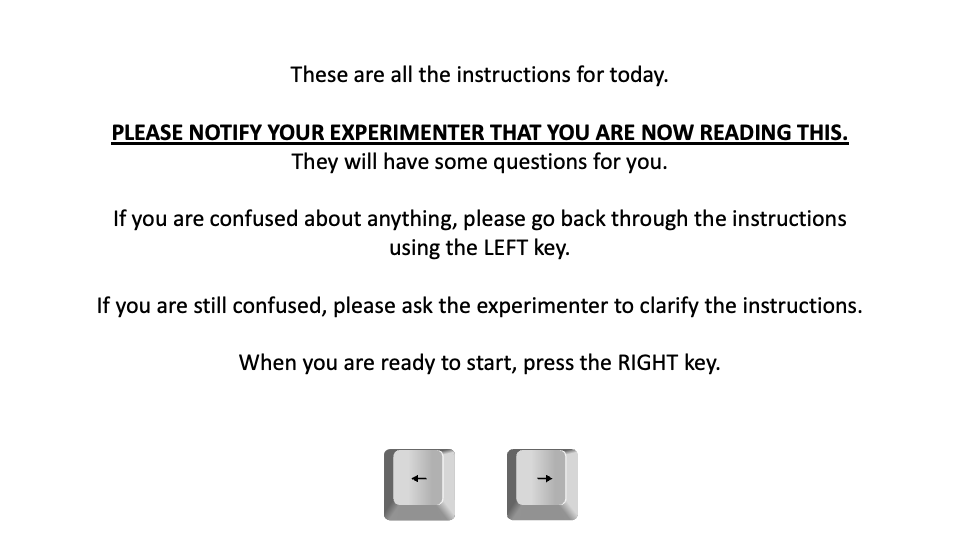 These are all the instructions for today.
PLEASE NOTIFY YOUR EXPERIMENTER THAT YOU ARE NOW READING THIS.
They will have some questions for you.
If you are confused about anything, please go back through the instructions
using the LEFT key.
If you are still confused, please ask the experimenter to clarify the instructions.
When you are ready to start, press the RIGHT key.
← →